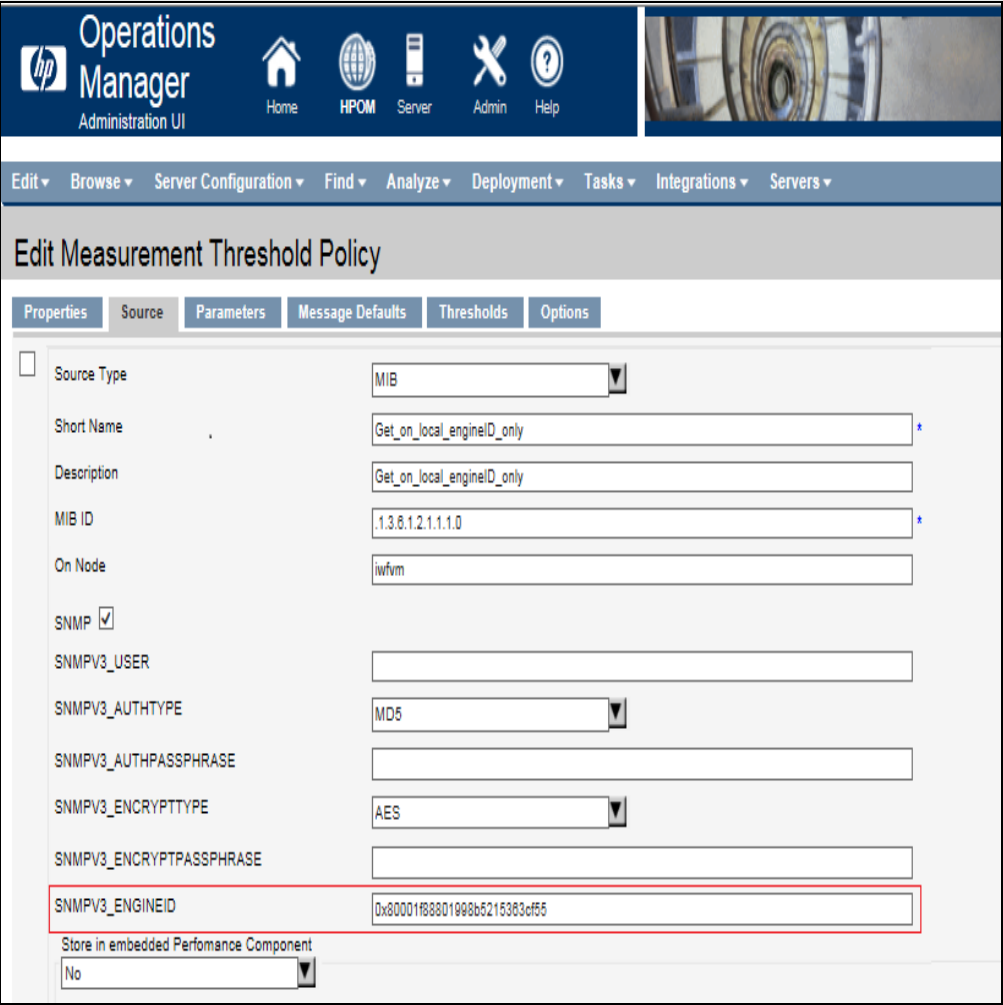 hp
Operations
Manager
Administration UI
Home HPOM Server Admin Help
Edit Browse Server Configuration Find Analyze Deployment Tasks Integrations Servers
Edit Measurement Threshold Policy
Properties Source Parameters Message Defaults Thresholds Options
Source Type MIB
Short Name Get_on_local_engineID_only *
Description Get_on_local_engineID_only
MIB ID .1.3.6.1.2.1.1.1.0 *
On Node iwfvm
SNMP
SNMPV3_USER
SNMPV3_AUTHTYPE MD5
SNMPV3_AUTHPASSPHRASE
SNMPV3_ENCRYPTTYPE AES
SNMPV3_ENCRYPTPASSPHRASE
SNMPV3_ENGINEID 0x80001f88801998b5215363cf55
Store in embedded Perfomance Component
No